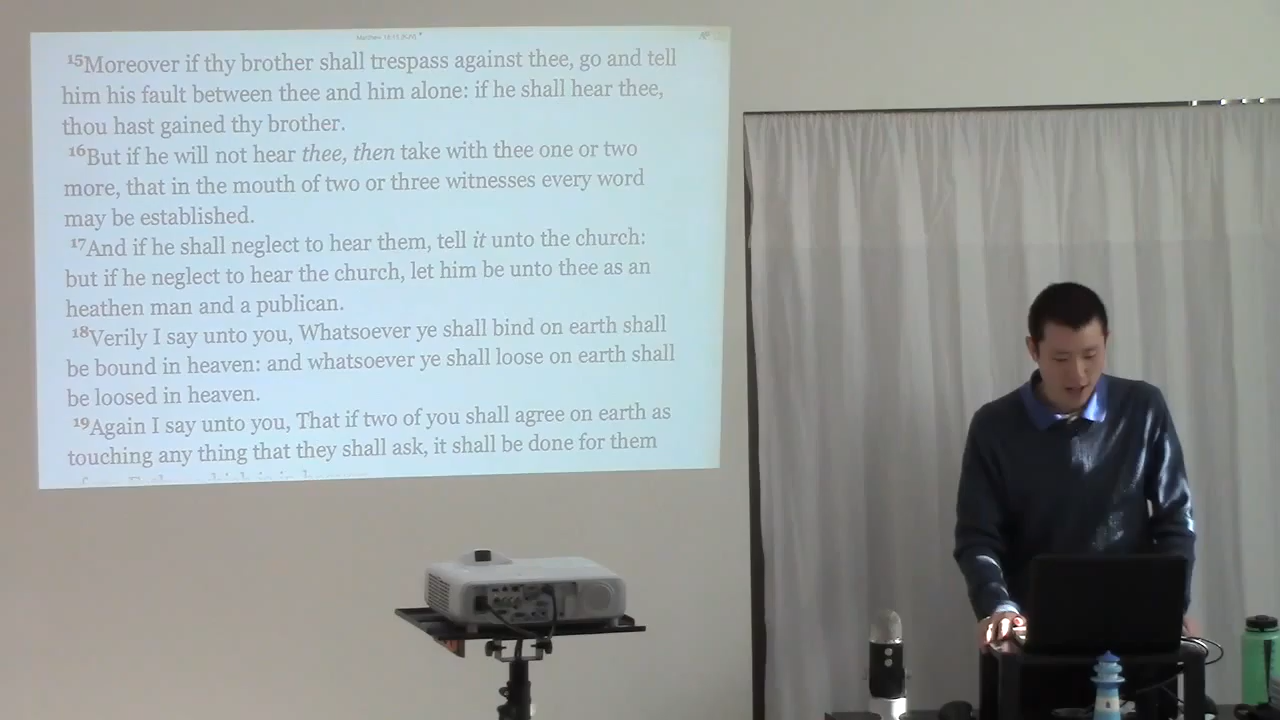 Matthew 18:15 (KJV)
15Moreover if thy brother shall trespass against thee, go and tell
him his fault between thee and him alone: if he shall hear thee,
thou hast gained thy brother.
16But if he will not hear thee, then take with thee one or two
more, that in the mouth of two or three witnesses every word
may be established.
17And if he shall neglect to hear them, tell it unto the church:
but if he neglect to hear the church, let him be unto thee as an
heathen man and a publican.
18Verily I say unto you, Whatsoever ye shall bind on earth shall
be bound in heaven: and whatsoever ye shall loose on earth shall
be loosed in heaven.
19Again I say unto you, That if two of you shall agree on earth as
touching any thing that they shall ask, it shall be done for them